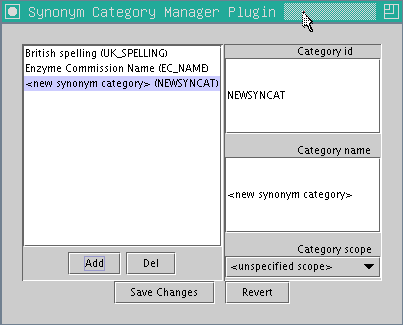 Synonym Category Manager Plugin
British spelling (UK_SPELLING)
Enzyme Commission Name (EC_NAME)
<new synonym category> (NEWSYNCAT)
Add
Del
Category id
NEWSYNCAT
Category name
<new synonym category>
Category scope
<unspecified scope>
Save Changes
Revert